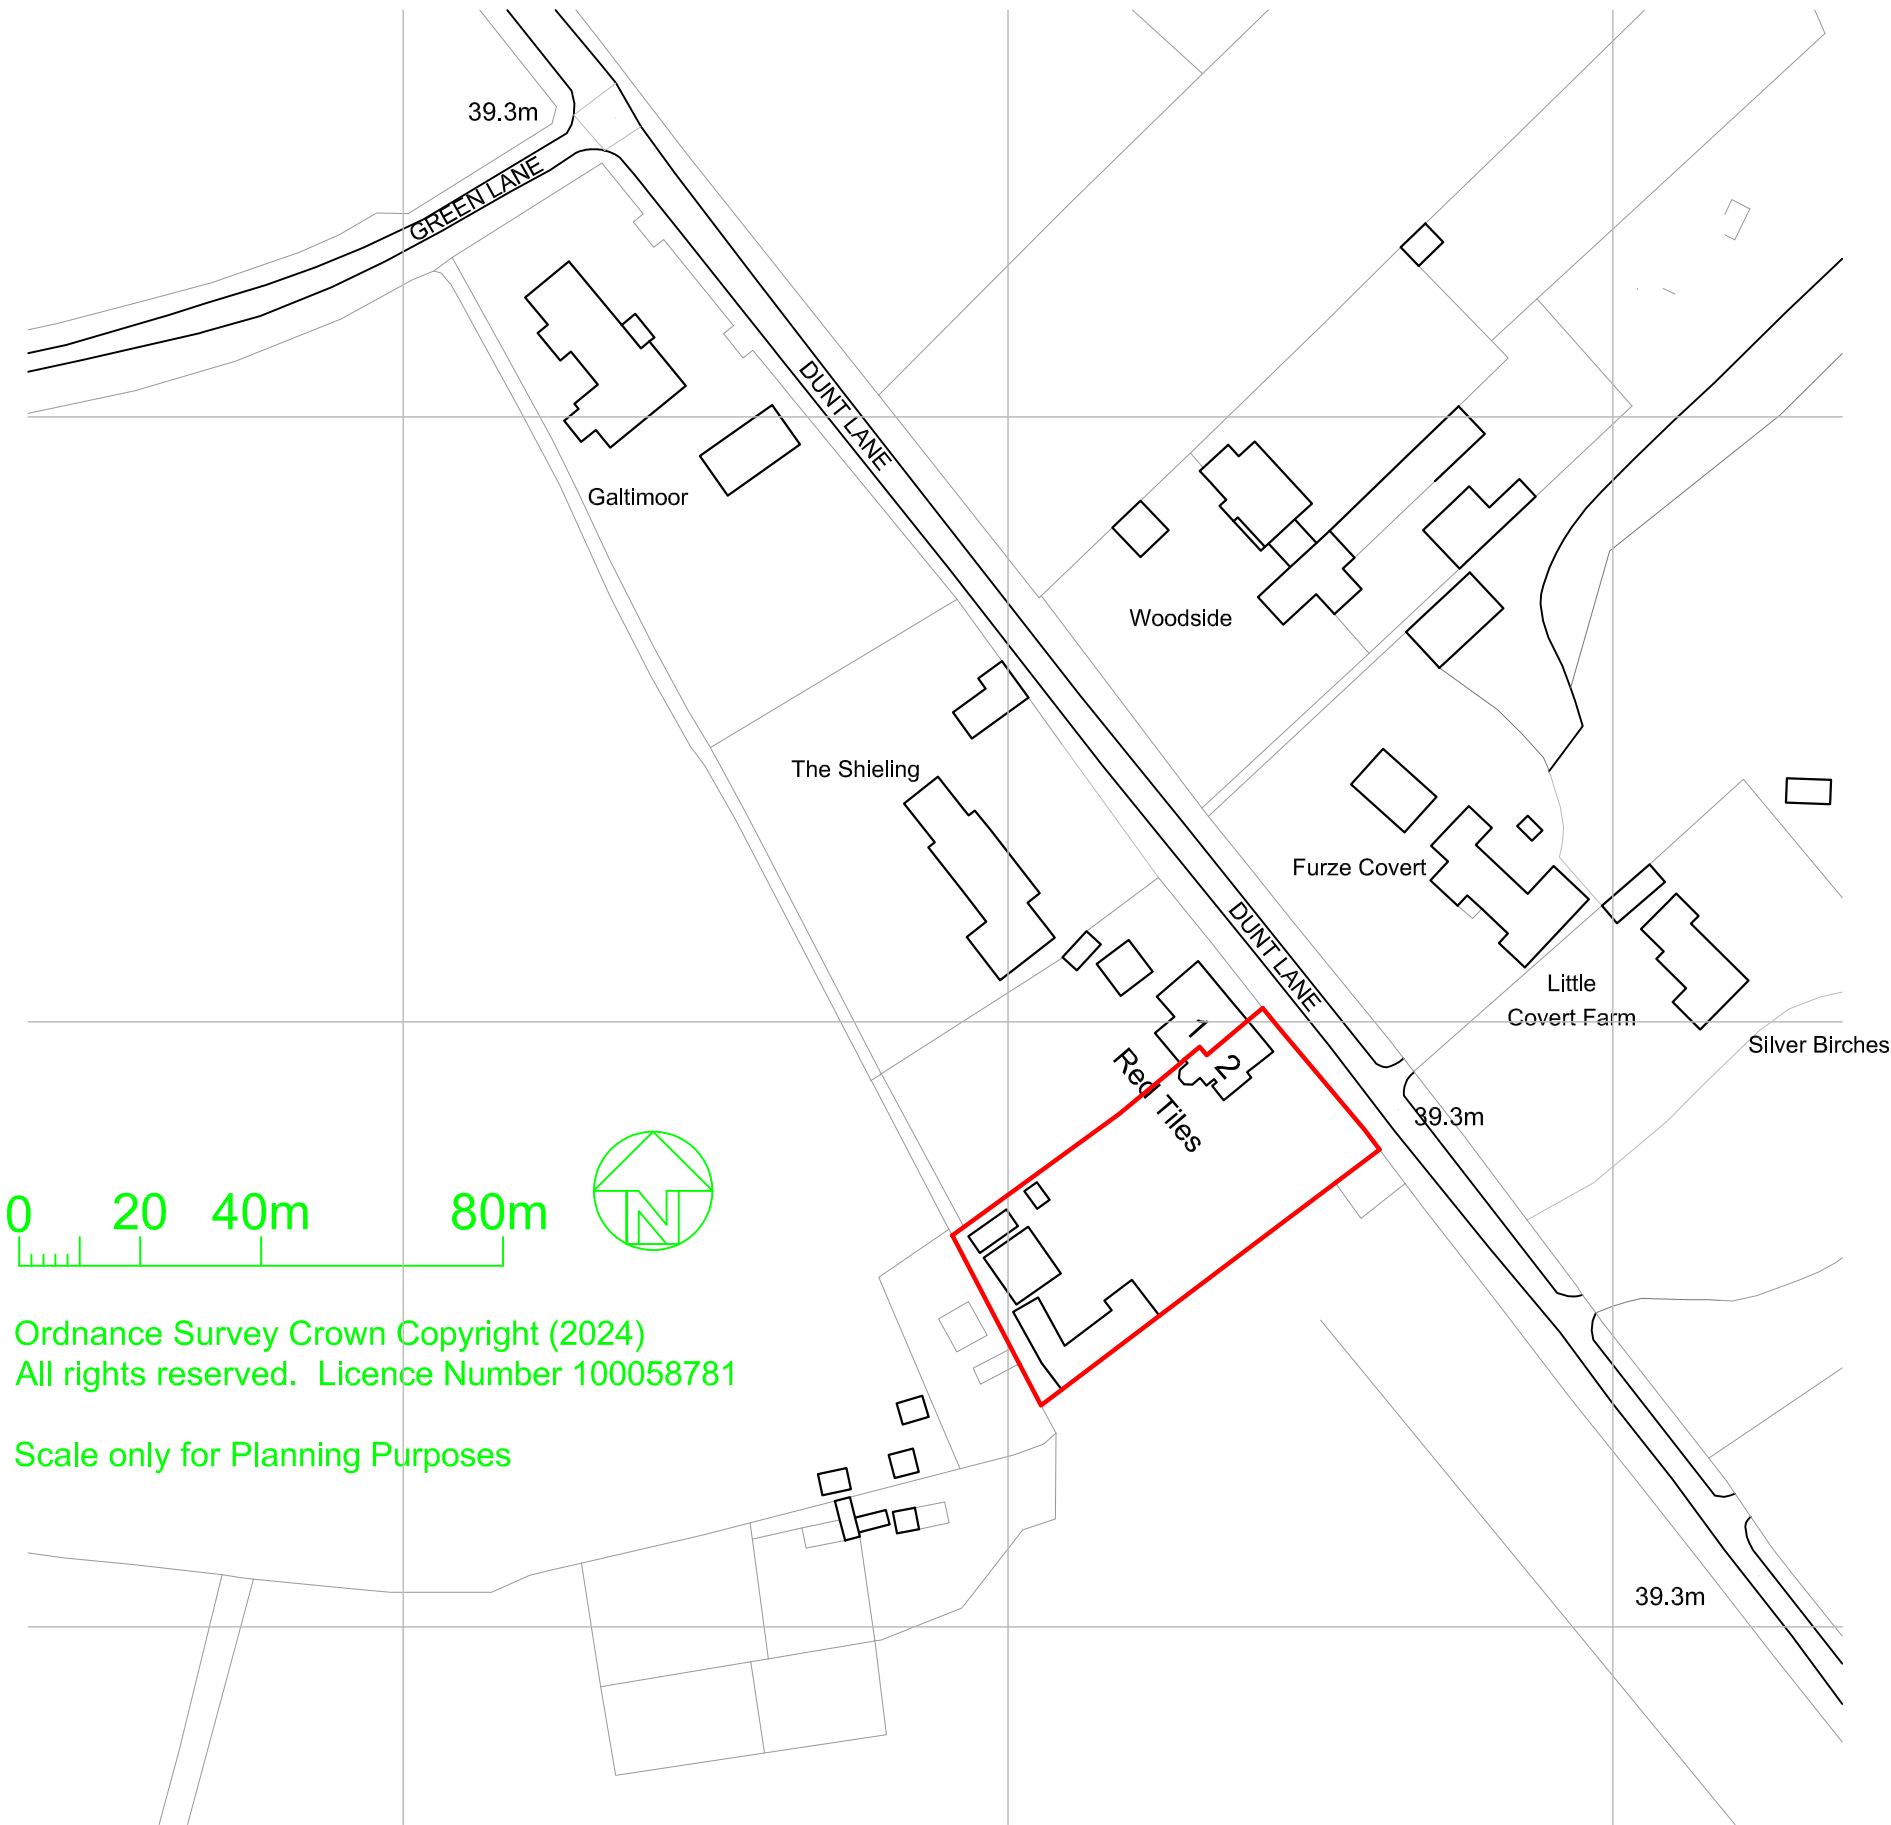 39.3m
GREEN LANE
DUNT LANE
Galtimoor
Woodside
The Shieling
Furze Covert
DUNT LANE
Little
Covert Farm
Silver Birches
1
2
Red Tiles
39.3m
0 20 40m 80m
N
Ordnance Survey Crown Copyright (2024)
All rights reserved. Licence Number 100058781
Scale only for Planning Purposes
39.3m